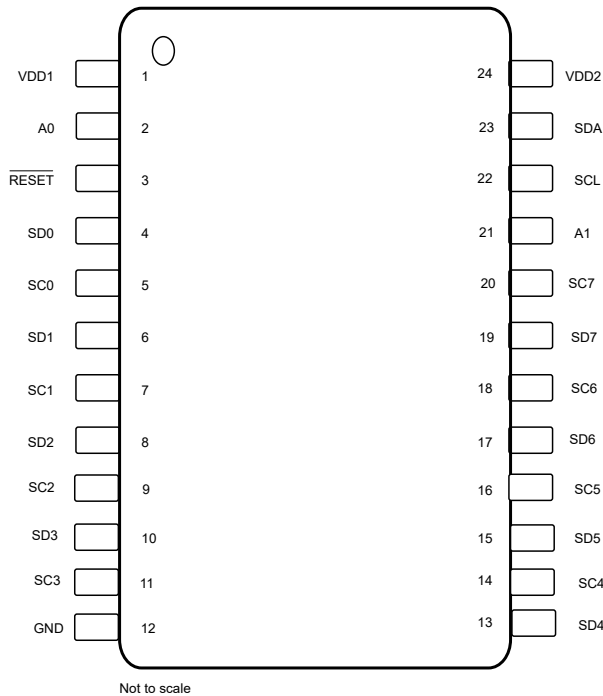 VDD1 1 24 VDD2
A0 2 23 SDA
RESET 3 22 SCL
SD0 4 21 A1
SC0 5 20 SC7
SD1 6 19 SD7
SC1 7 18 SC6
SD2 8 17 SD6
SC2 9 16 SC5
SD3 10 15 SD5
SC3 11 14 SC4
GND 12 13 SD4
Not to scale